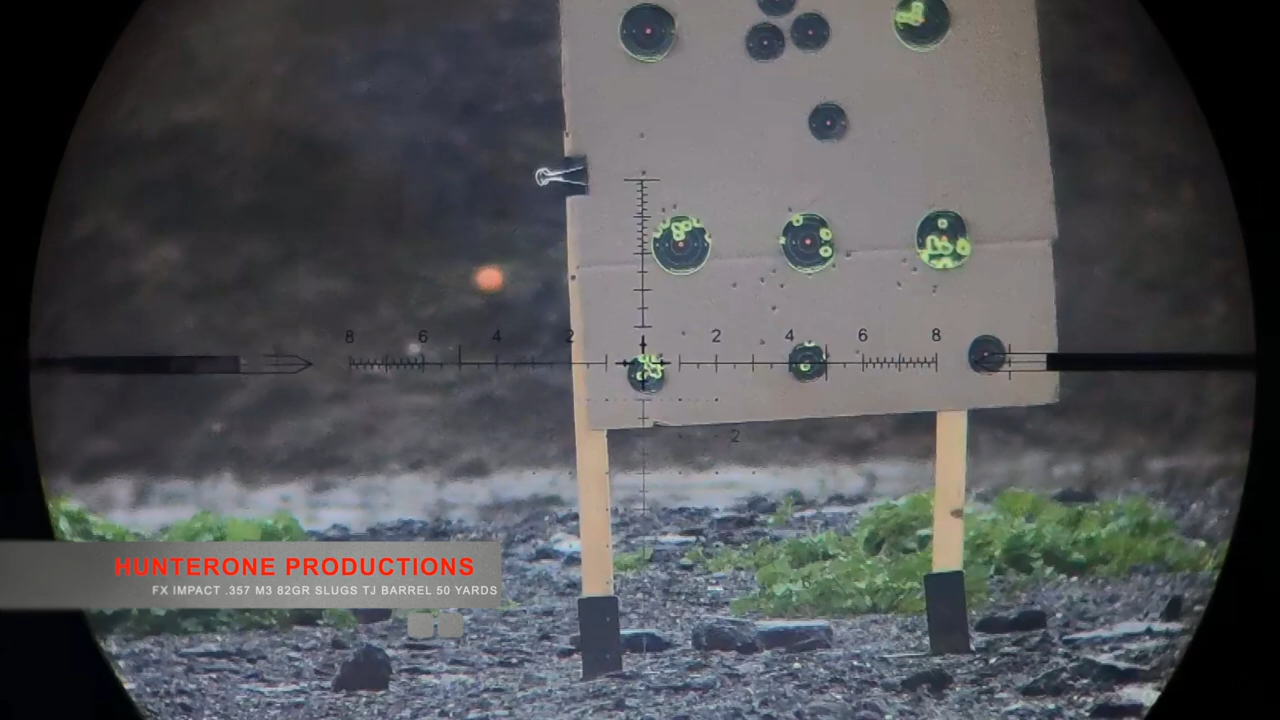 8 6 4 2 2 4 6 8
2
HUNTERONE PRODUCTIONS
FX IMPACT .357 M3 82GR SLUGS TJ BARREL 50 YARDS